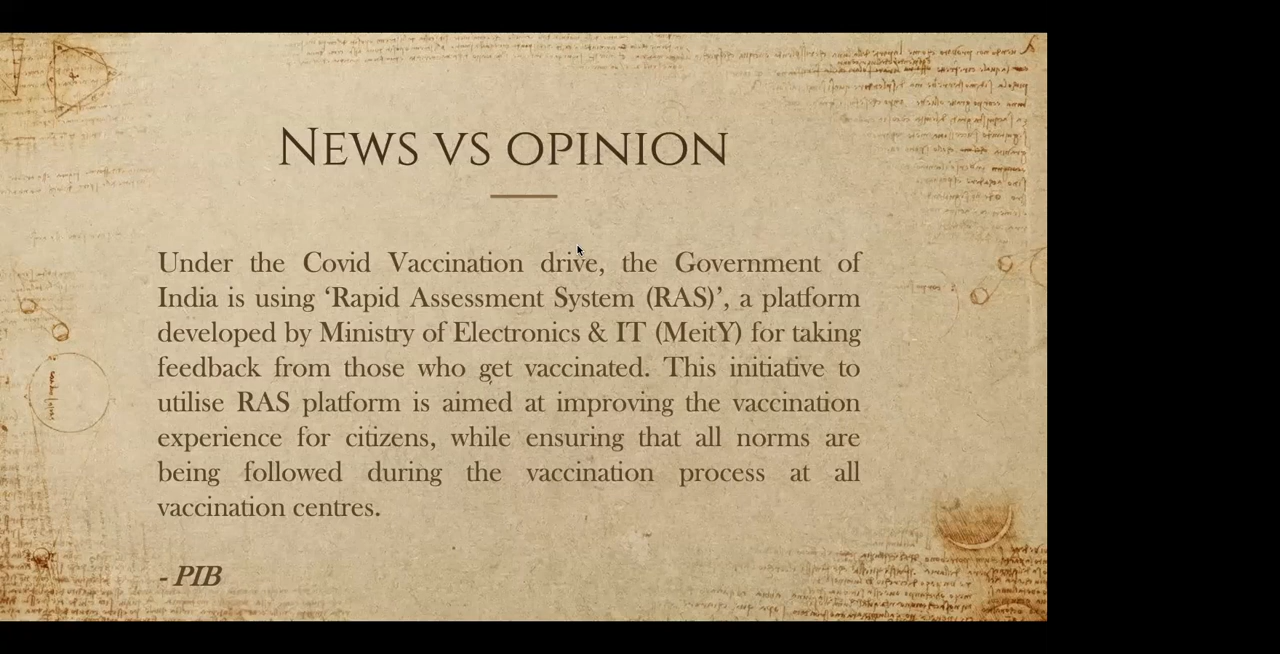 News vs opinion
Under the Covid Vaccination drive, the Government of
India is using ‘Rapid Assessment System (RAS)’, a platform
developed by Ministry of Electronics & IT (MeitY) for taking
feedback from those who get vaccinated. This initiative to
utilise RAS platform is aimed at improving the vaccination
experience for citizens, while ensuring that all norms are
being followed during the vaccination process at all
vaccination centres.
- PIB